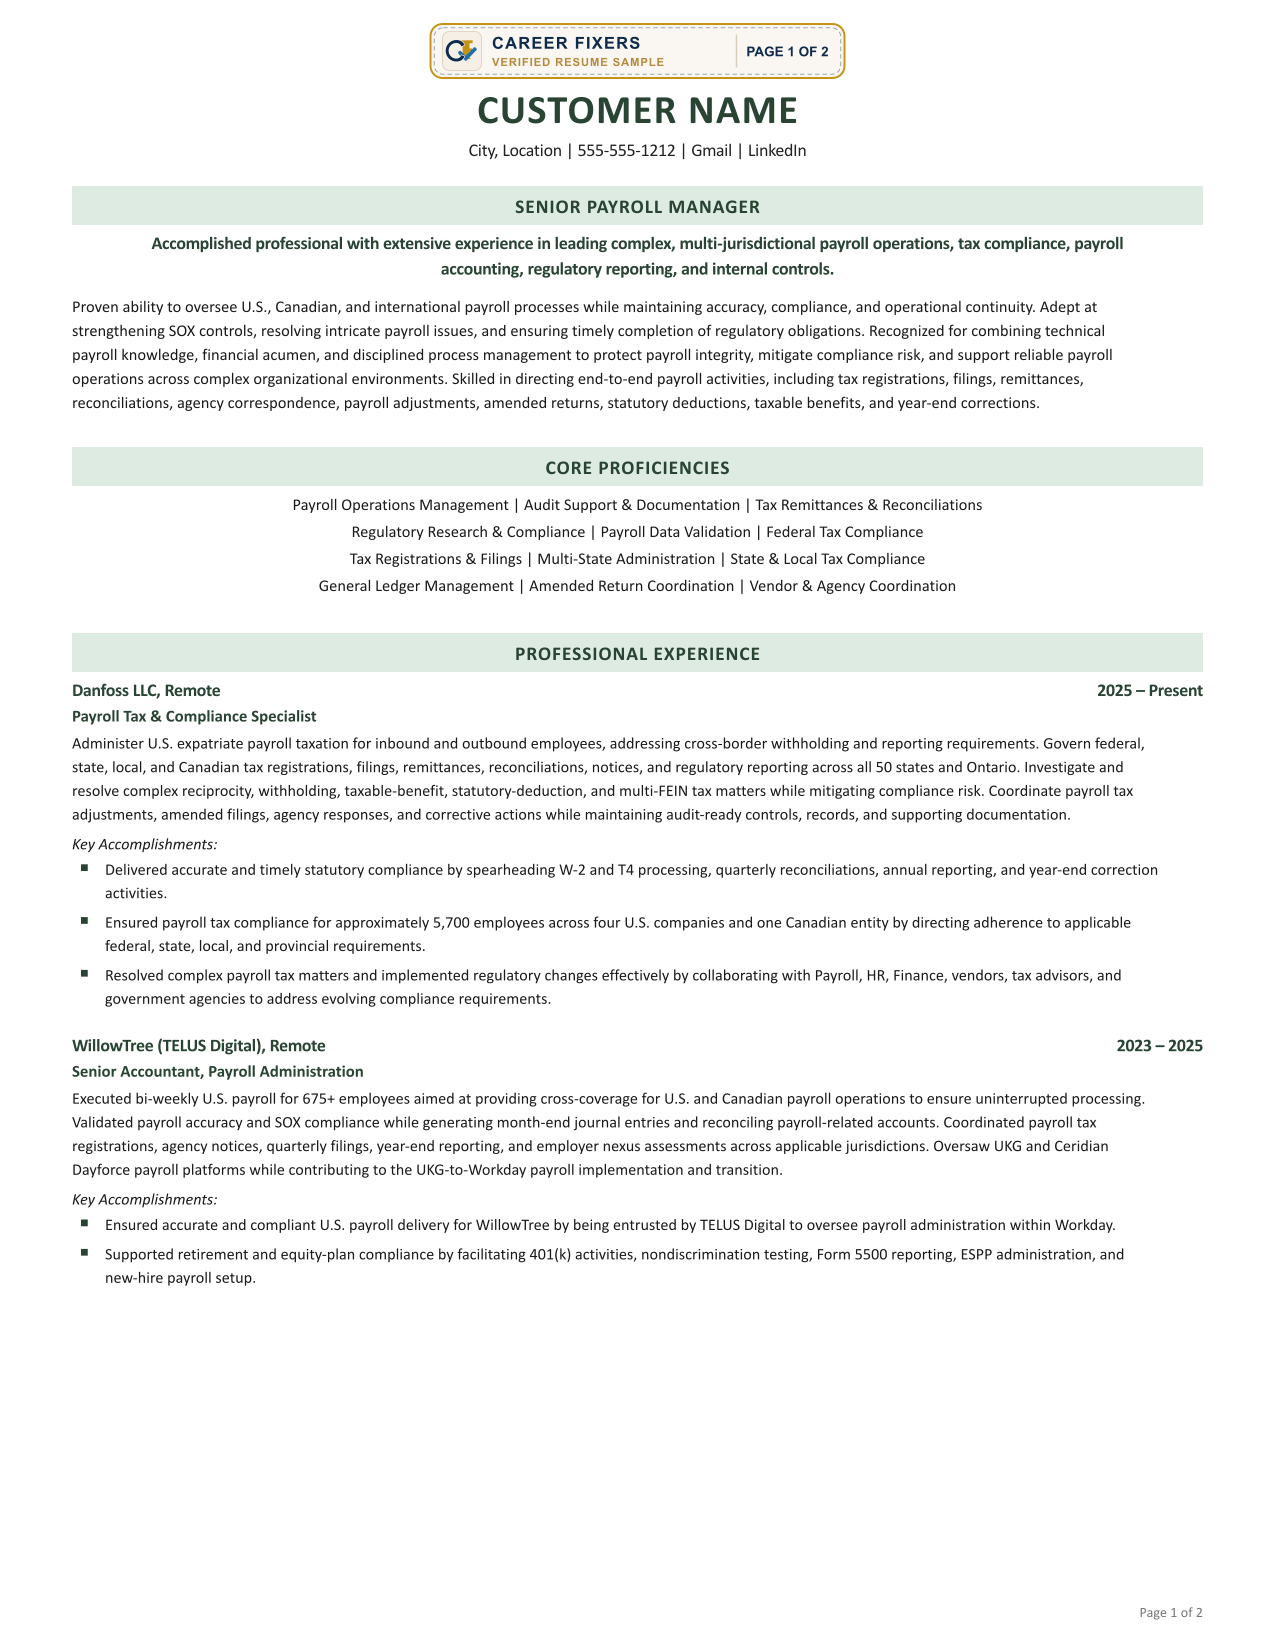 CAREER FIXERS
VERIFIED RESUME SAMPLE
PAGE 1 OF 2
CUSTOMER NAME
City, Location | 555-555-1212 | Gmail | LinkedIn
SENIOR PAYROLL MANAGER
Accomplished professional with extensive experience in leading complex, multi-jurisdictional payroll operations, tax compliance, payroll
accounting, regulatory reporting, and internal controls.
Proven ability to oversee U.S., Canadian, and international payroll processes while maintaining accuracy, compliance, and operational continuity. Adept at
strengthening SOX controls, resolving intricate payroll issues, and ensuring timely completion of regulatory obligations. Recognized for combining technical
payroll knowledge, financial acumen, and disciplined process management to protect payroll integrity, mitigate compliance risk, and support reliable payroll
operations across complex organizational environments. Skilled in directing end-to-end payroll activities, including tax registrations, filings, remittances,
reconciliations, agency correspondence, payroll adjustments, amended returns, statutory deductions, taxable benefits, and year-end corrections.
CORE PROFICIENCIES
Payroll Operations Management | Audit Support & Documentation | Tax Remittances & Reconciliations
Regulatory Research & Compliance | Payroll Data Validation | Federal Tax Compliance
Tax Registrations & Filings | Multi-State Administration | State & Local Tax Compliance
General Ledger Management | Amended Return Coordination | Vendor & Agency Coordination
PROFESSIONAL EXPERIENCE
Danfoss LLC, Remote 2025 – Present
Payroll Tax & Compliance Specialist
Administer U.S. expatriate payroll taxation for inbound and outbound employees, addressing cross-border withholding and reporting requirements. Govern federal,
state, local, and Canadian tax registrations, filings, remittances, reconciliations, notices, and regulatory reporting across all 50 states and Ontario. Investigate and
resolve complex reciprocity, withholding, taxable-benefit, statutory-deduction, and multi-FEIN tax matters while mitigating compliance risk. Coordinate payroll tax
adjustments, amended filings, agency responses, and corrective actions while maintaining audit-ready controls, records, and supporting documentation.
Key Accomplishments:
▪ Delivered accurate and timely statutory compliance by spearheading W-2 and T4 processing, quarterly reconciliations, annual reporting, and year-end correction
activities.
▪ Ensured payroll tax compliance for approximately 5,700 employees across four U.S. companies and one Canadian entity by directing adherence to applicable
federal, state, local, and provincial requirements.
▪ Resolved complex payroll tax matters and implemented regulatory changes effectively by collaborating with Payroll, HR, Finance, vendors, tax advisors, and
government agencies to address evolving compliance requirements.
WillowTree (TELUS Digital), Remote 2023 – 2025
Senior Accountant, Payroll Administration
Executed bi-weekly U.S. payroll for 675+ employees aimed at providing cross-coverage for U.S. and Canadian payroll operations to ensure uninterrupted processing.
Validated payroll accuracy and SOX compliance while generating month-end journal entries and reconciling payroll-related accounts. Coordinated payroll tax
registrations, agency notices, quarterly filings, year-end reporting, and employer nexus assessments across applicable jurisdictions. Oversaw UKG and Ceridian
Dayforce payroll platforms while contributing to the UKG-to-Workday payroll implementation and transition.
Key Accomplishments:
▪ Ensured accurate and compliant U.S. payroll delivery for WillowTree by being entrusted by TELUS Digital to oversee payroll administration within Workday.
▪ Supported retirement and equity-plan compliance by facilitating 401(k) activities, nondiscrimination testing, Form 5500 reporting, ESPP administration, and
new-hire payroll setup.
Page 1 of 2